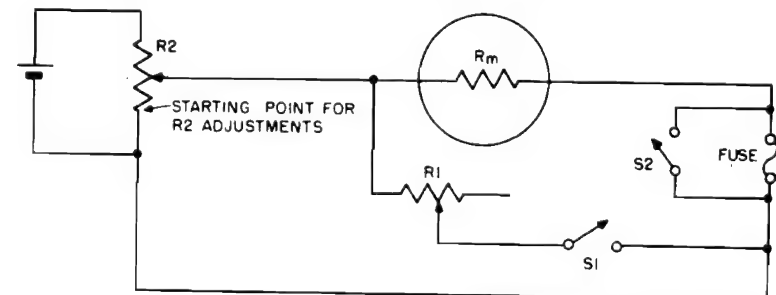 R2
Rm
STARTING POINT FOR
R2 ADJUSTMENTS
S2
FUSE
R1
S1